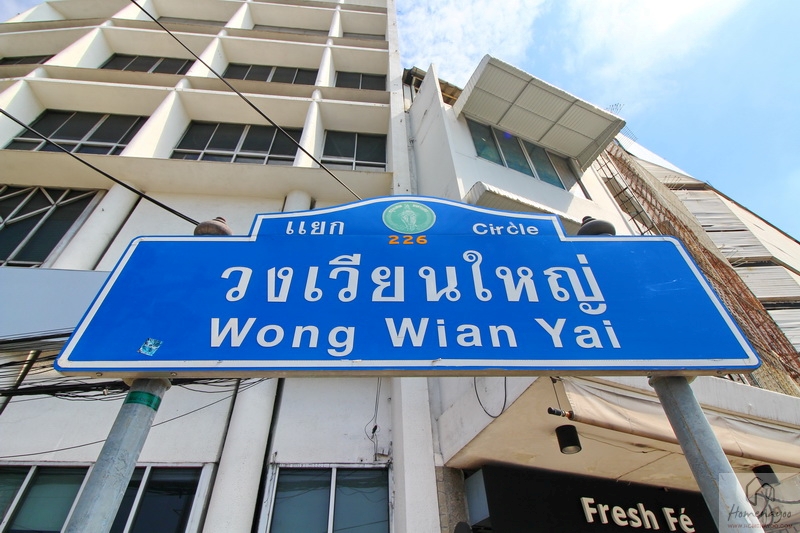 แยก Circle
226
วงเวียนใหญ่
Wong Wian Yai
Fresh Fé